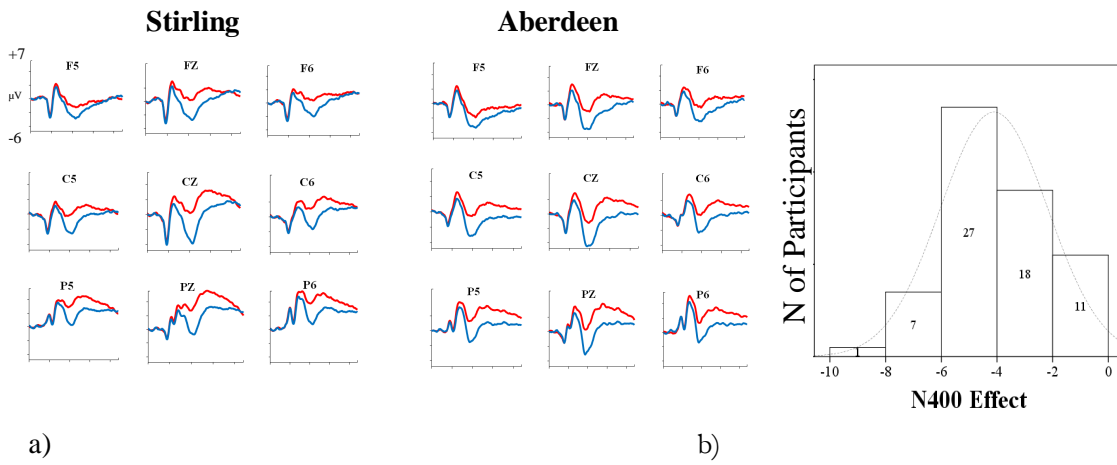 Stirling
Aberdeen
+7
μV
-6
F5
FZ
F6
C5
CZ
C6
P5
PZ
P6
F5
FZ
F6
C5
CZ
C6
P5
PZ
P6
N of Participants
1
7
27
18
11
-10
-8
-6
-4
-2
0
N400 Effect
a)
b)